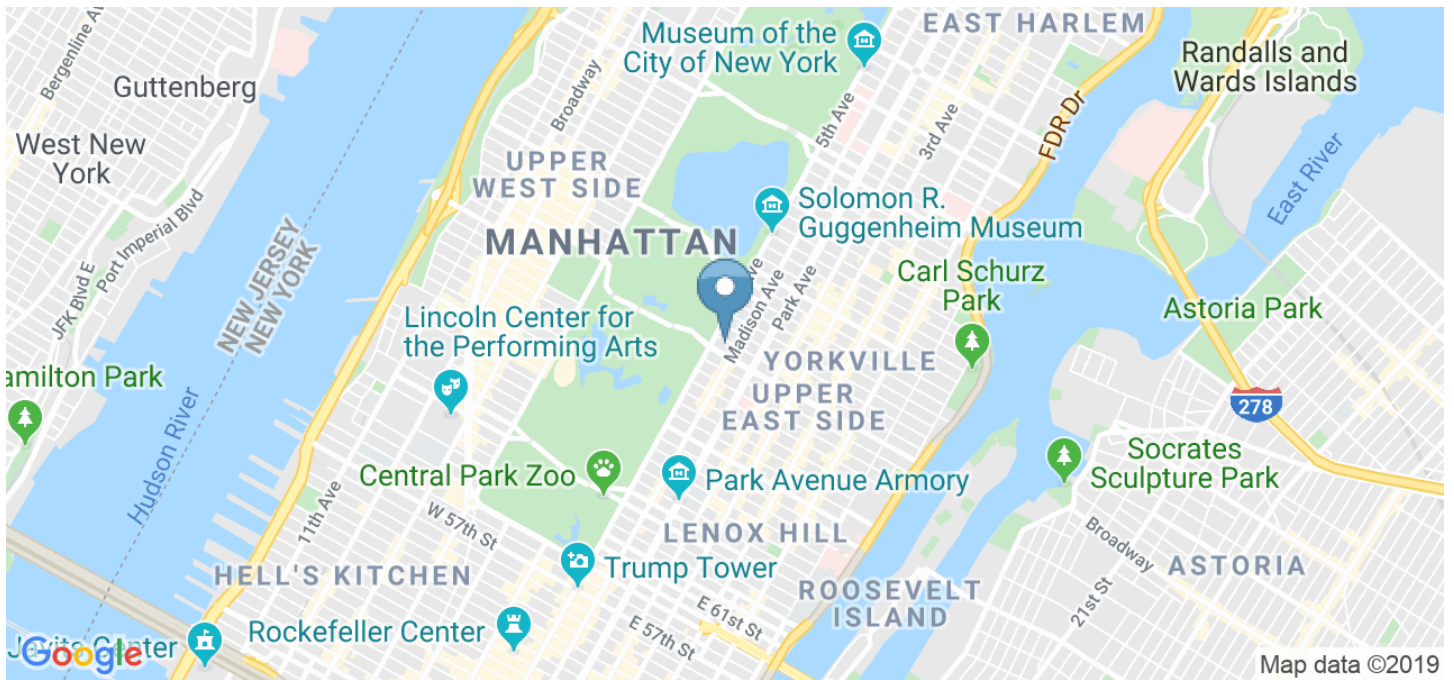 Museum of the
City of New York
EAST HARLEM
Randalls and
Wards Islands
Bergenline Av
Guttenberg
Broadway
5th Ave
3rd Ave
FDR Dr
East River
West New
York
UPPER
WEST SIDE
Port Imperial Blvd
Solomon R.
Guggenheim Museum
MANHATTAN
NEW JERSEY
NEW YORK
JFK Blvd E
Madison Ave
Park Ave
Carl Schurz
Park
Astoria Park
Lincoln Center for
the Performing Arts
YORKVILLE
UPPER
EAST SIDE
amilton Park
278
Hudson River
Central Park Zoo
Park Avenue Armory
Socrates
Sculpture Park
11th Ave
W 57th St
LENOX HILL
Broadway
HELL'S KITCHEN
Trump Tower
ASTORIA
ROOSEVELT
ISLAND
21st St
E 61st St
E 57th St
Rockefeller Center
Center
Google
Map data ©2019